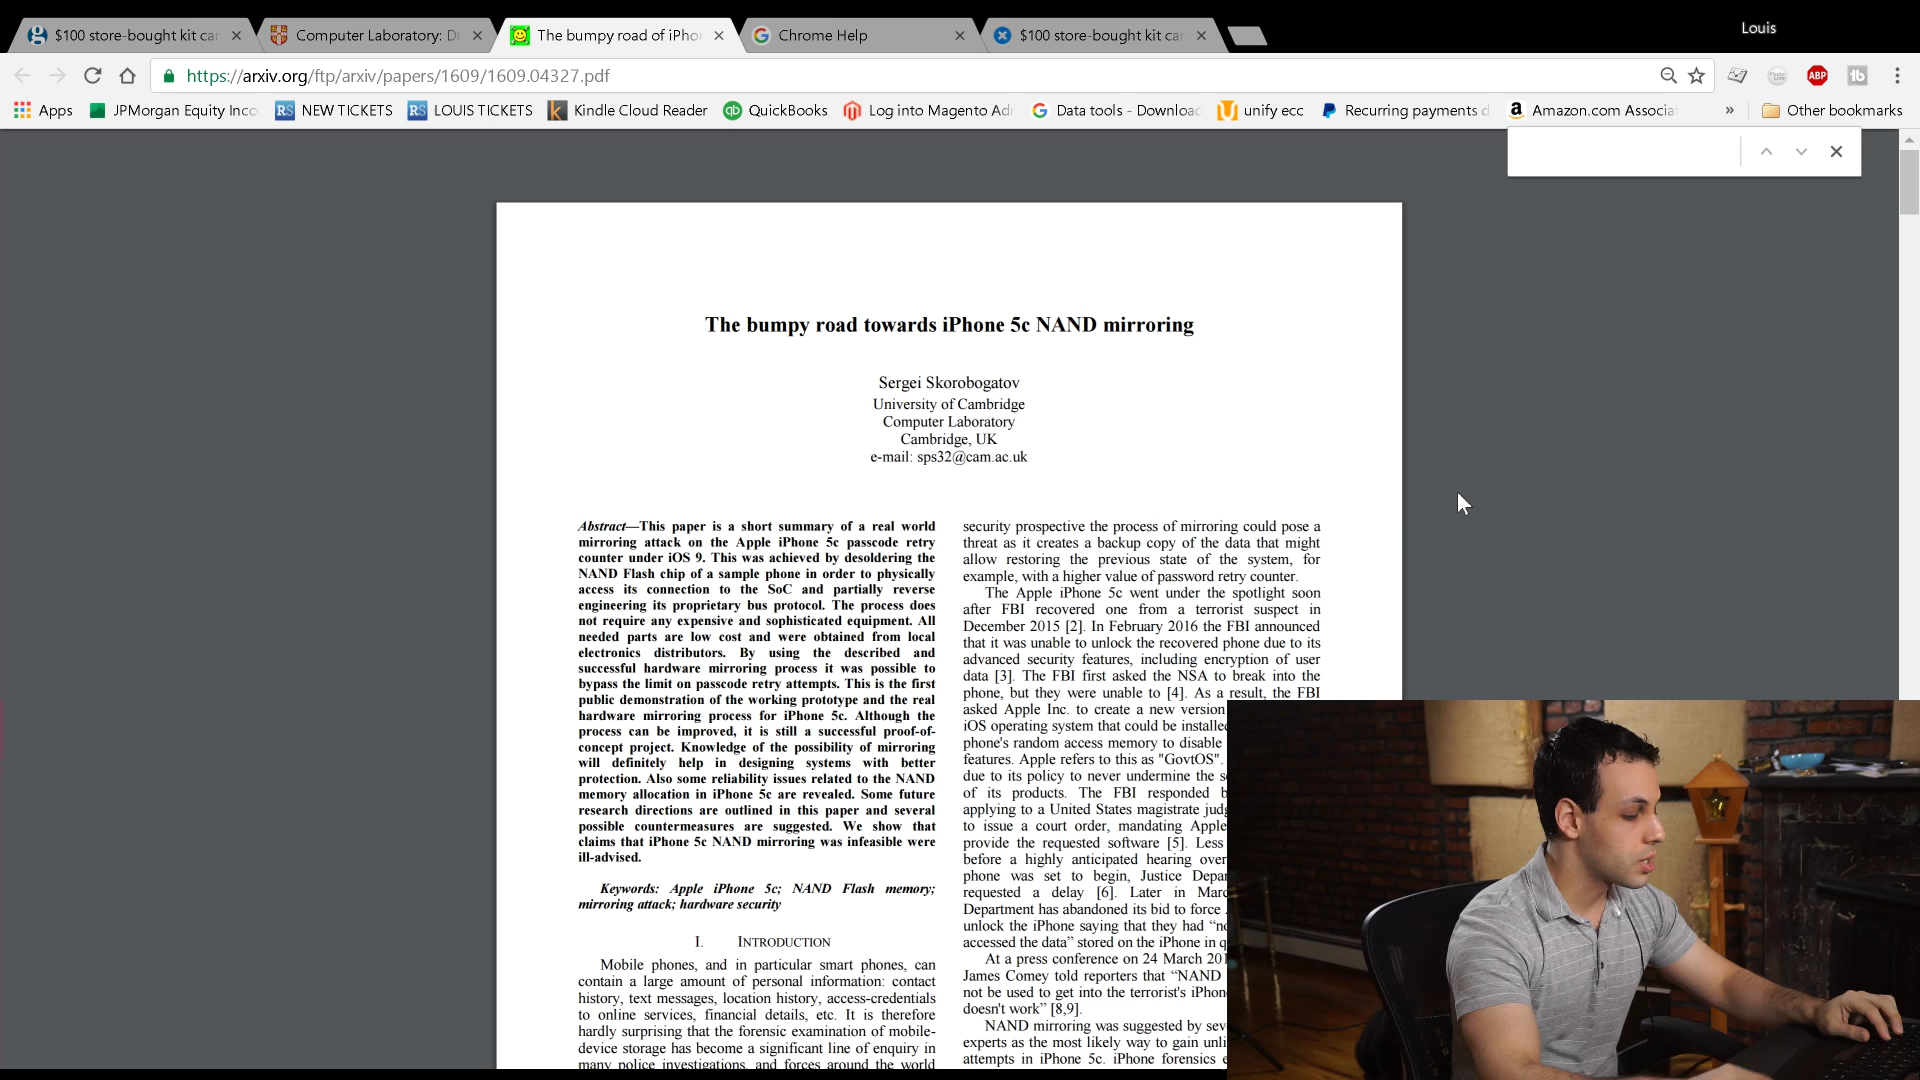 $100 store-bought kit car
Computer Laboratory: Dr
The bumpy road of iPhon
Chrome Help
$100 store-bought kit car
Louis
https://arxiv.org/ftp/arxiv/papers/1609/1609.04327.pdf
ABP
Apps
JPMorgan Equity Inco
RS NEW TICKETS
RS LOUIS TICKETS
Kindle Cloud Reader
QuickBooks
Log into Magento Ad
Data tools - Downloa
unify ecc
Recurring payments
Amazon.com Associa
»
Other bookmarks
The bumpy road towards iPhone 5c NAND mirroring
Sergei Skorobogatov
University of Cambridge
Computer Laboratory
Cambridge, UK
e-mail: sps32@cam.ac.uk
Abstract—This paper is a short summary of a real world
mirroring attack on the Apple iPhone 5c passcode retry
counter under iOS 9. This was achieved by desoldering the
NAND Flash chip of a sample phone in order to physically
access its connection to the SoC and partially reverse
engineering its proprietary bus protocol. The process does
not require any expensive and sophisticated equipment. All
needed parts are low cost and were obtained from local
electronics distributors. By using the described and
successful hardware mirroring process it was possible to
bypass the limit on passcode retry attempts. This is the first
public demonstration of the working prototype and the real
hardware mirroring process for iPhone 5c. Although the
process can be improved, it is still a successful proof-of-
concept project. Knowledge of the possibility of mirroring
will definitely help in designing systems with better
protection. Also some reliability issues related to the NAND
memory allocation in iPhone 5c are revealed. Some future
research directions are outlined in this paper and several
possible countermeasures are suggested. We show that
claims that iPhone 5c NAND mirroring was infeasible were
ill-advised.
Keywords: Apple iPhone 5c; NAND Flash memory;
mirroring attack; hardware security
I. INTRODUCTION
Mobile phones, and in particular smart phones, can
contain a large amount of personal information: contact
history, text messages, location history, access-credentials
to online services, financial details, etc. It is therefore
hardly surprising that the forensic examination of mobile-
device storage has become a significant line of enquiry in
many police investigations, and forces around the world
security prospective the process of mirroring could pose a
threat as it creates a backup copy of the data that might
allow restoring the previous state of the system, for
example, with a higher value of password retry counter.
The Apple iPhone 5c went under the spotlight soon
after FBI recovered one from a terrorist suspect in
December 2015 [2]. In February 2016 the FBI announced
that it was unable to unlock the recovered phone due to its
advanced security features, including encryption of user
data [3]. The FBI first asked the NSA to break into the
phone, but they were unable to [4]. As a result, the FBI
asked Apple Inc. to create a new version
iOS operating system that could be installed
phone's random access memory to disable
features. Apple refers to this as "GovtOS".
due to its policy to never undermine the s
of its products. The FBI responded b
applying to a United States magistrate judg
to issue a court order, mandating Apple
provide the requested software [5]. Less
before a highly anticipated hearing over
phone was set to begin, Justice Depar
requested a delay [6]. Later in Marc
Department has abandoned its bid to force
unlock the iPhone saying that they had “no
accessed the data” stored on the iPhone in q
At a press conference on 24 March 201
James Comey told reporters that “NAND
not be used to get into the terrorist's iPhon
doesn't work” [8,9].
NAND mirroring was suggested by seve
experts as the most likely way to gain unli
attempts in iPhone 5c. iPhone forensics e